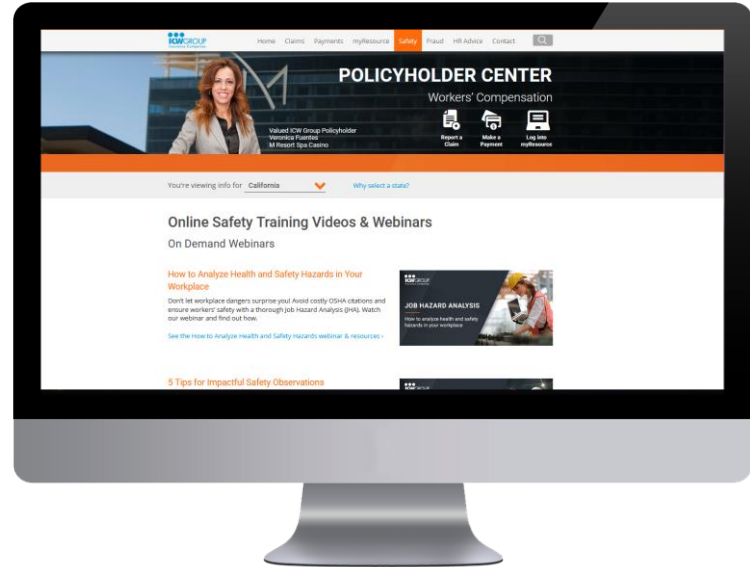 ICWGROUP
Insurance Companies
Home Claims Payments myResource Safety Fraud HR Advice Contact
POLICYHOLDER CENTER
Workers' Compensation
Valued ICW Group Policyholder
Veronica Fuentes
M Resort Spa Casino
Report a
Claim
Make a
Payment
Log into
myResource
You're viewing info for California
Why select a state?
Online Safety Training Videos & Webinars
On Demand Webinars
How to Analyze Health and Safety Hazards in Your
Workplace
Don't let workplace dangers surprise you! Avoid costly OSHA citations and
ensure workers' safety with a thorough Job Hazard Analysis (JHA). Watch
our webinar and find out how.
See the How to Analyze Health and Safety Hazards webinar & resources ›
ICWGROUP
JOB HAZARD ANALYSIS
How to analyze health and safety
hazards in your workplace
5 Tips for Impactful Safety Observations
ICWGROUP